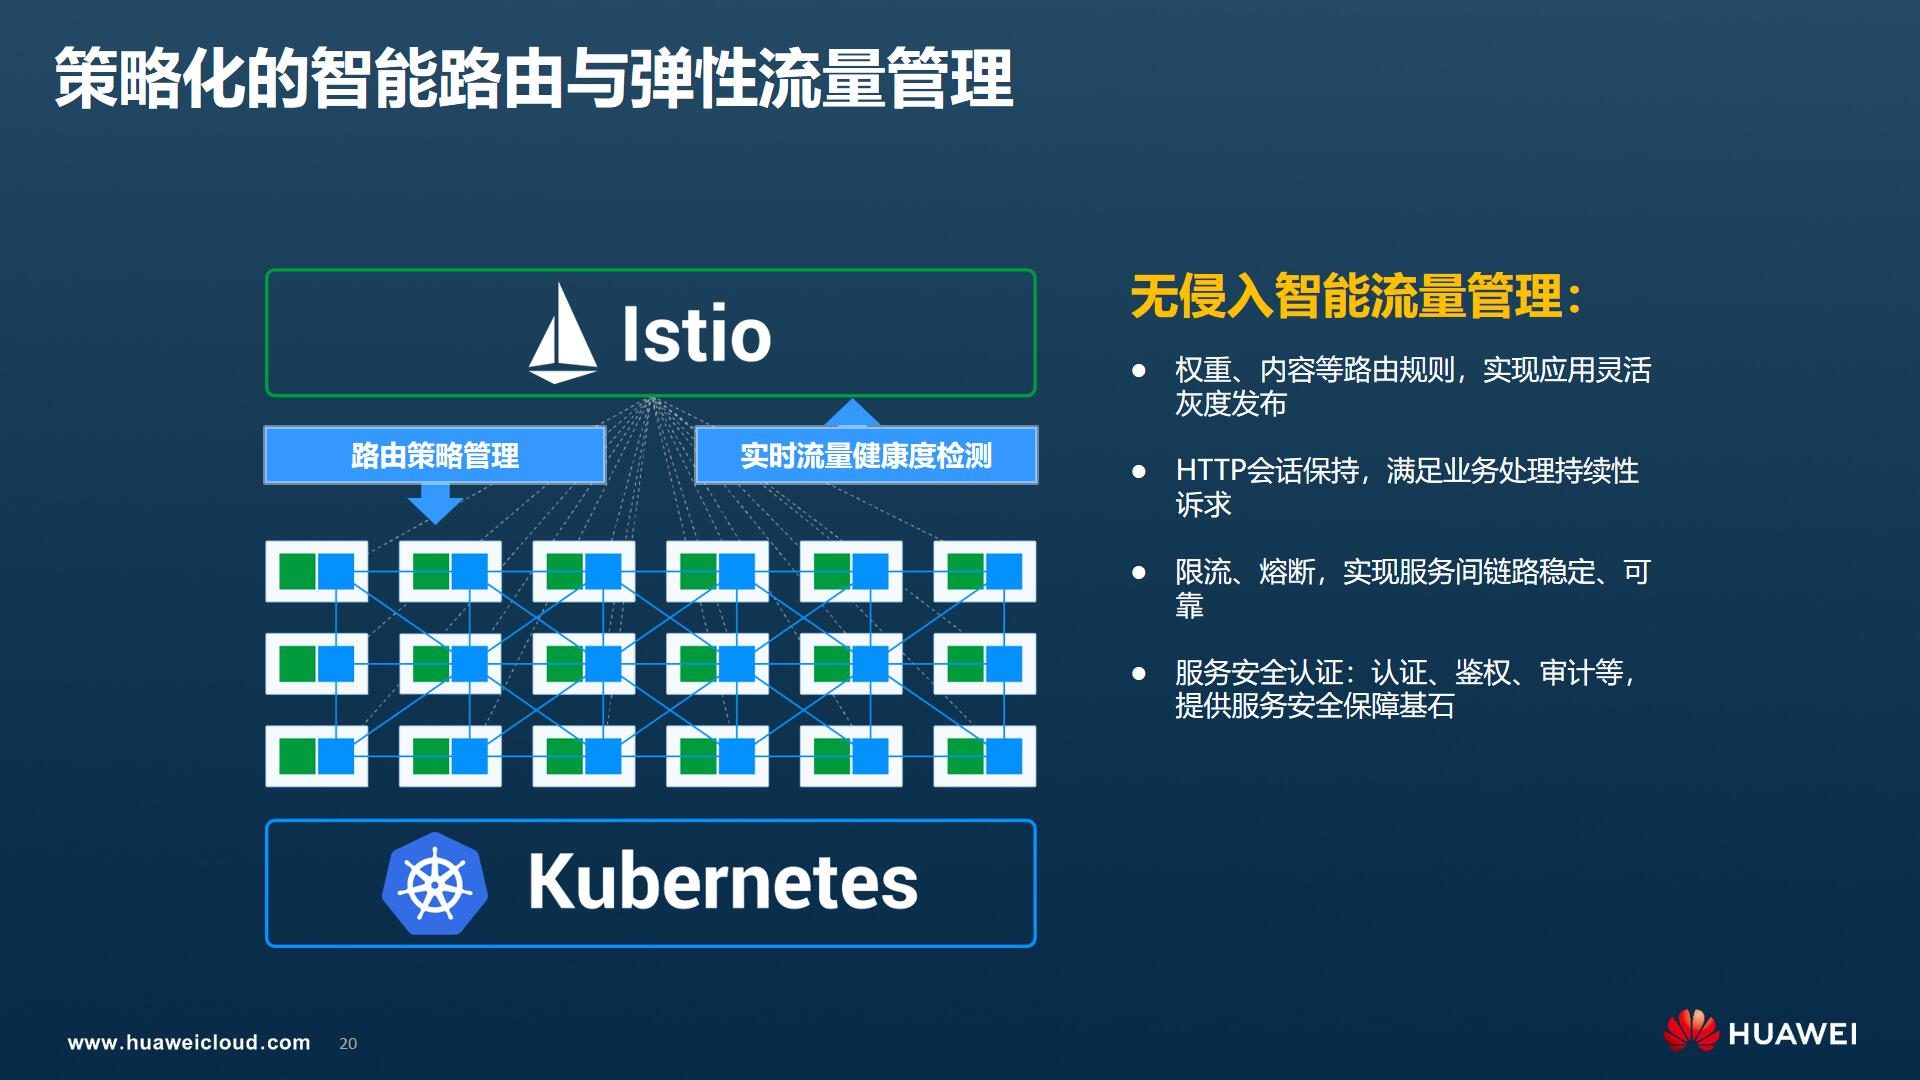 策略化的智能路由与弹性流量管理
Istio
路由策略管理
实时流量健康度检测
Kubernetes
无侵入智能流量管理：
● 权重、内容等路由规则，实现应用灵活
灰度发布
● HTTP会话保持，满足业务处理持续性
诉求
● 限流、熔断，实现服务间链路稳定、可
靠
● 服务安全认证：认证、鉴权、审计等，
提供服务安全保障基石
www.huaweicloud.com 20
HUAWEI